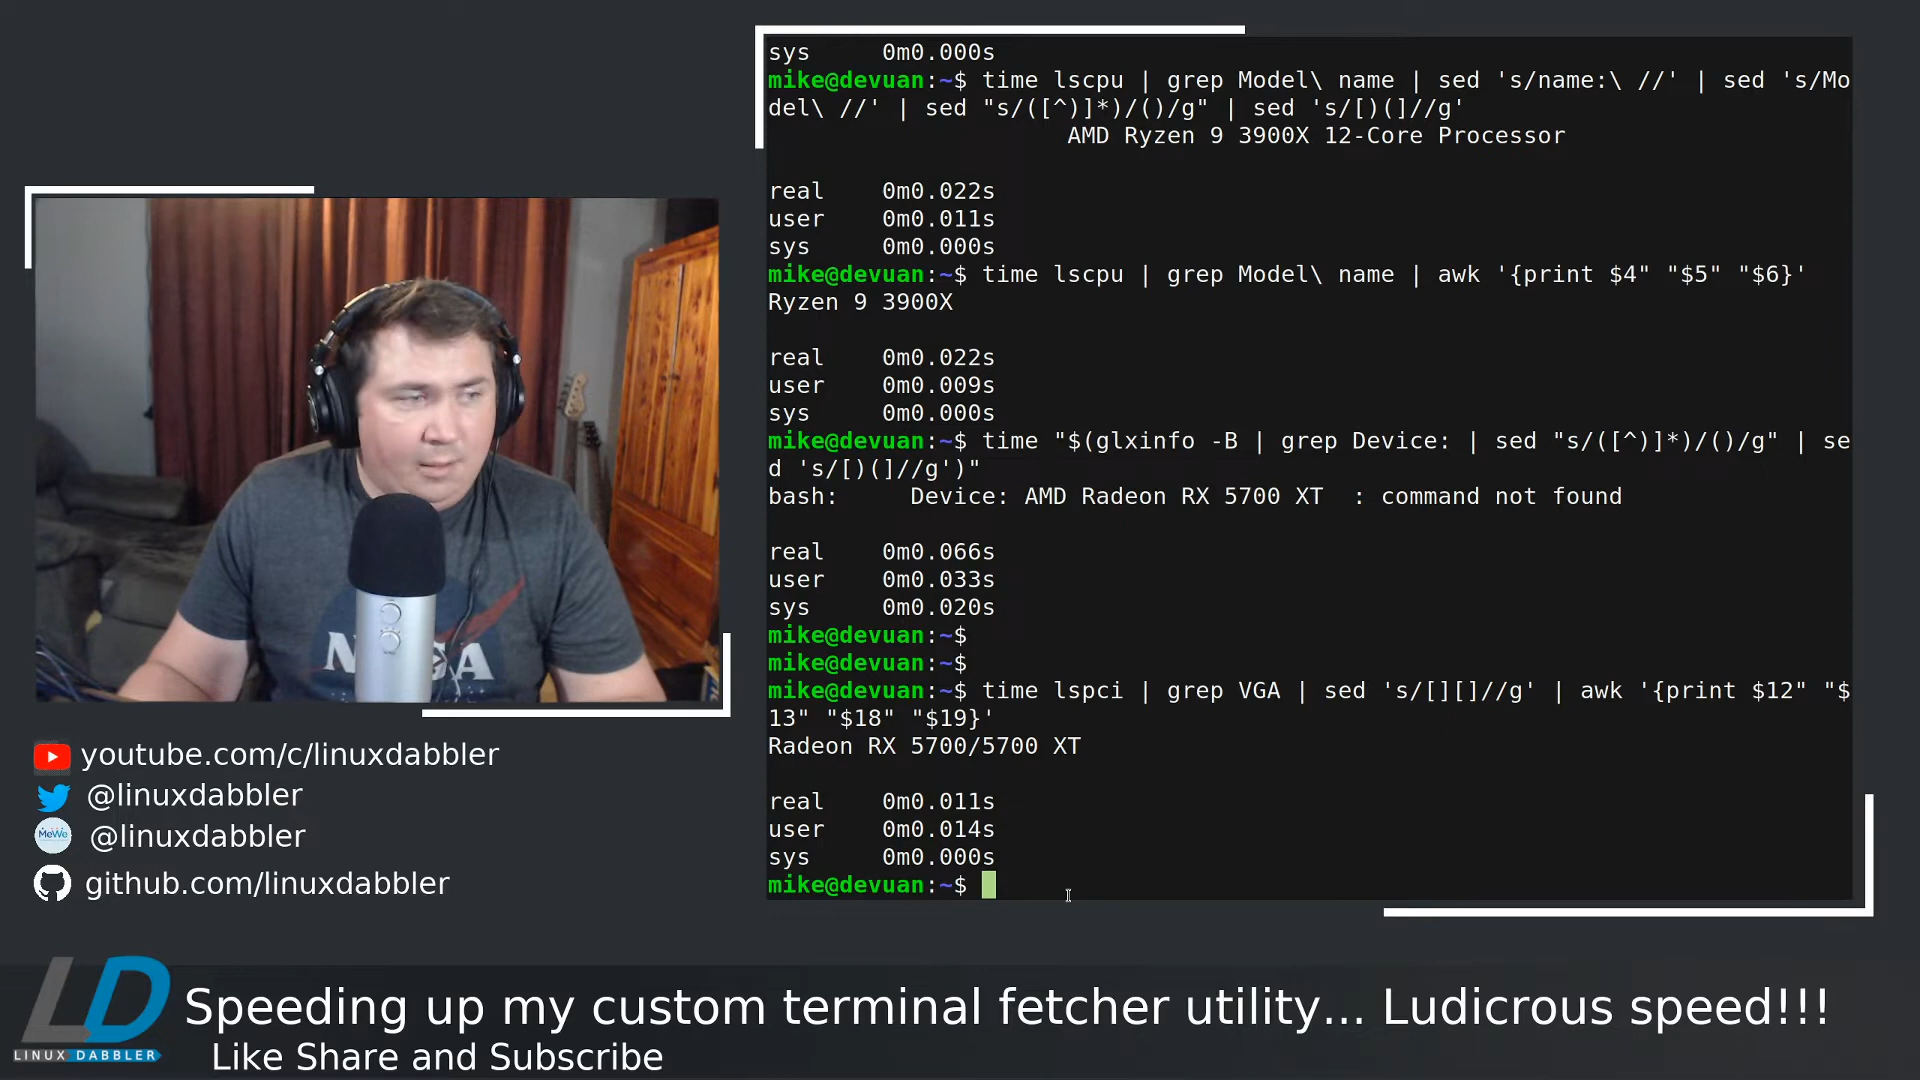 sys     0m0.000s
mike@devuan:~$ time lscpu | grep Model\ name | sed 's/name:\ //' | sed 's/Mo
del\ //' | sed "s/([^)]*)/()/g" | sed 's/[)(]//g'
                     AMD Ryzen 9 3900X 12-Core Processor
real    0m0.022s
user    0m0.011s
sys     0m0.000s
mike@devuan:~$ time lscpu | grep Model\ name | awk '{print $4" "$5" "$6}'
Ryzen 9 3900X
real    0m0.022s
user    0m0.009s
sys     0m0.000s
mike@devuan:~$ time "$(glxinfo -B | grep Device: | sed "s/([^)]*)/()/g" | se
d 's/[)(]//g')"
bash:     Device: AMD Radeon RX 5700 XT  : command not found
real    0m0.066s
user    0m0.033s
sys     0m0.020s
mike@devuan:~$
mike@devuan:~$
mike@devuan:~$ time lspci | grep VGA | sed 's/[][]//g' | awk '{print $12" "$
13" "$18" "$19}'
Radeon RX 5700/5700 XT
real    0m0.011s
user    0m0.014s
sys     0m0.000s
mike@devuan:~$
NASA
youtube.com/c/linuxdabbler
@linuxdabbler
MeWe @linuxdabbler
github.com/linuxdabbler
LD
LINUX DABBLER
Speeding up my custom terminal fetcher utility... Ludicrous speed!!!
Like Share and Subscribe